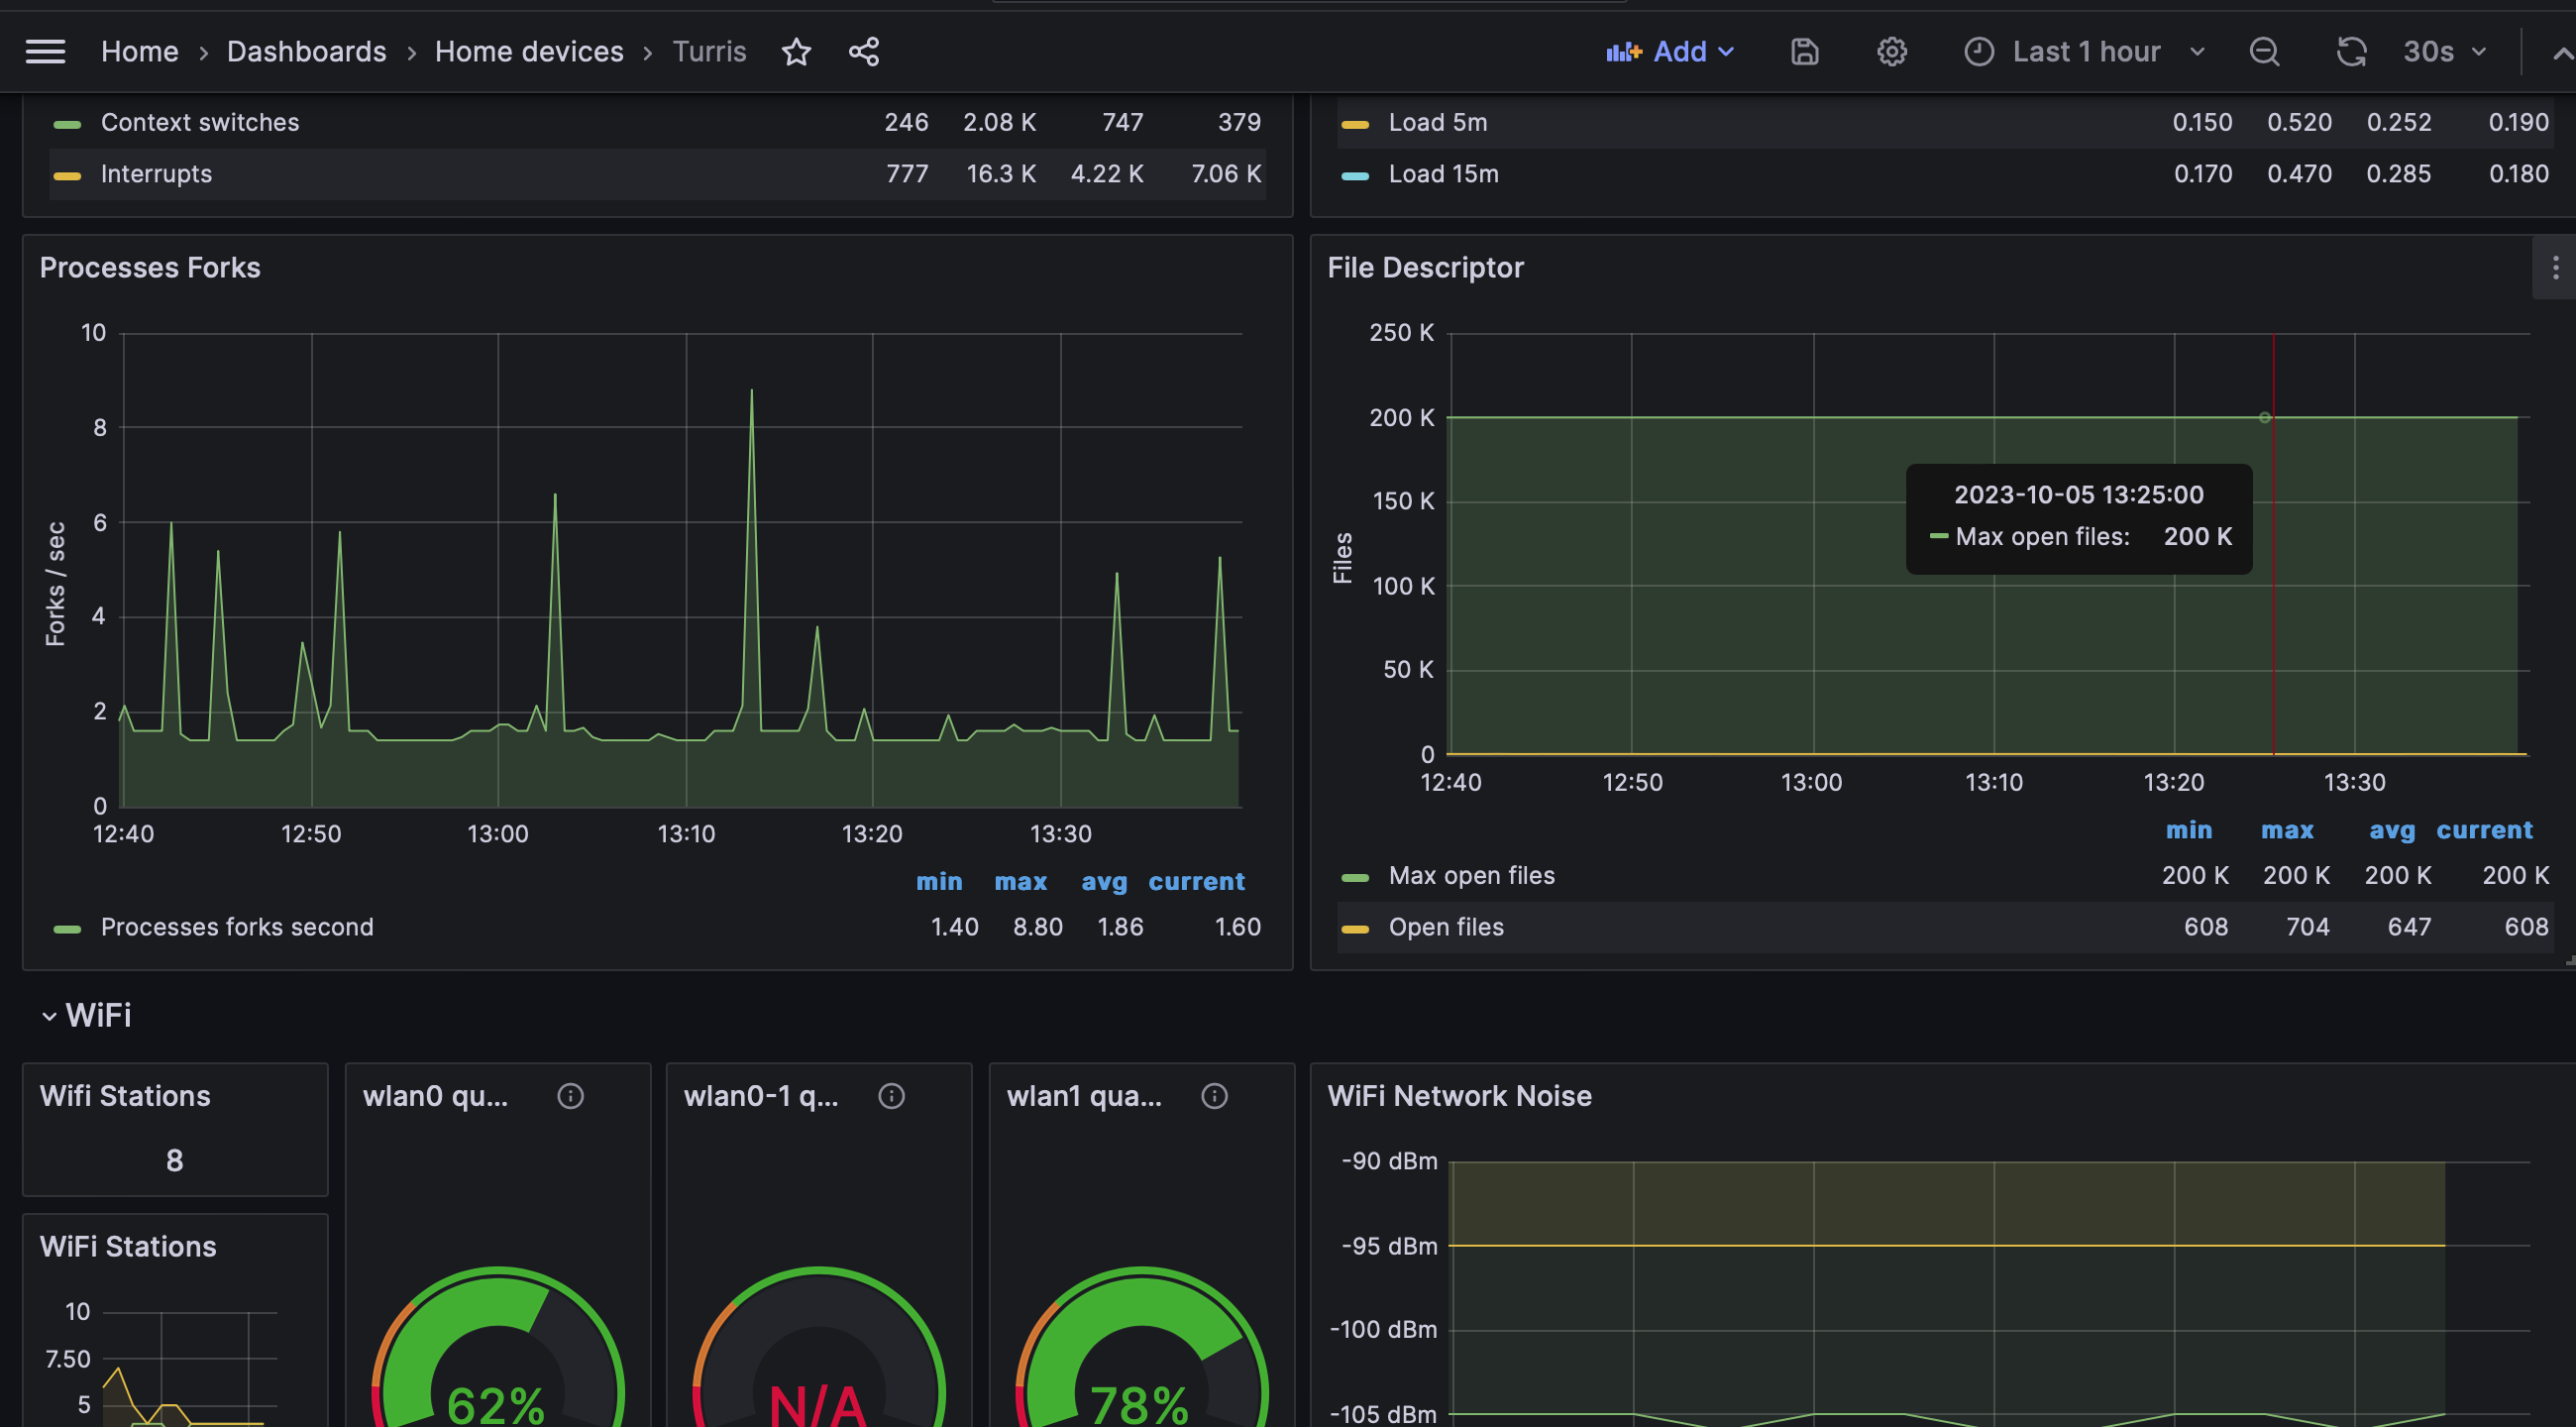 Home › Dashboards › Home devices › Turris
Add
Last 1 hour
30s
Context switches 246 2.08 K 747 379
Interrupts 777 16.3 K 4.22 K 7.06 K
Load 5m 0.150 0.520 0.252 0.190
Load 15m 0.170 0.470 0.285 0.180
Processes Forks
10
8
6
4
2
0
Forks / sec
12:40 12:50 13:00 13:10 13:20 13:30
min max avg current
Processes forks second 1.40 8.80 1.86 1.60
File Descriptor
250 K
200 K
150 K
100 K
50 K
0
Files
2023-10-05 13:25:00
Max open files: 200 K
12:40 12:50 13:00 13:10 13:20 13:30
min max avg current
Max open files 200 K 200 K 200 K 200 K
Open files 608 704 647 608
WiFi
Wifi Stations
8
WiFi Stations
10
7.50
5
wlan0 qu...
62%
wlan0-1 q...
N/A
wlan1 qua...
78%
WiFi Network Noise
-90 dBm
-95 dBm
-100 dBm
-105 dBm